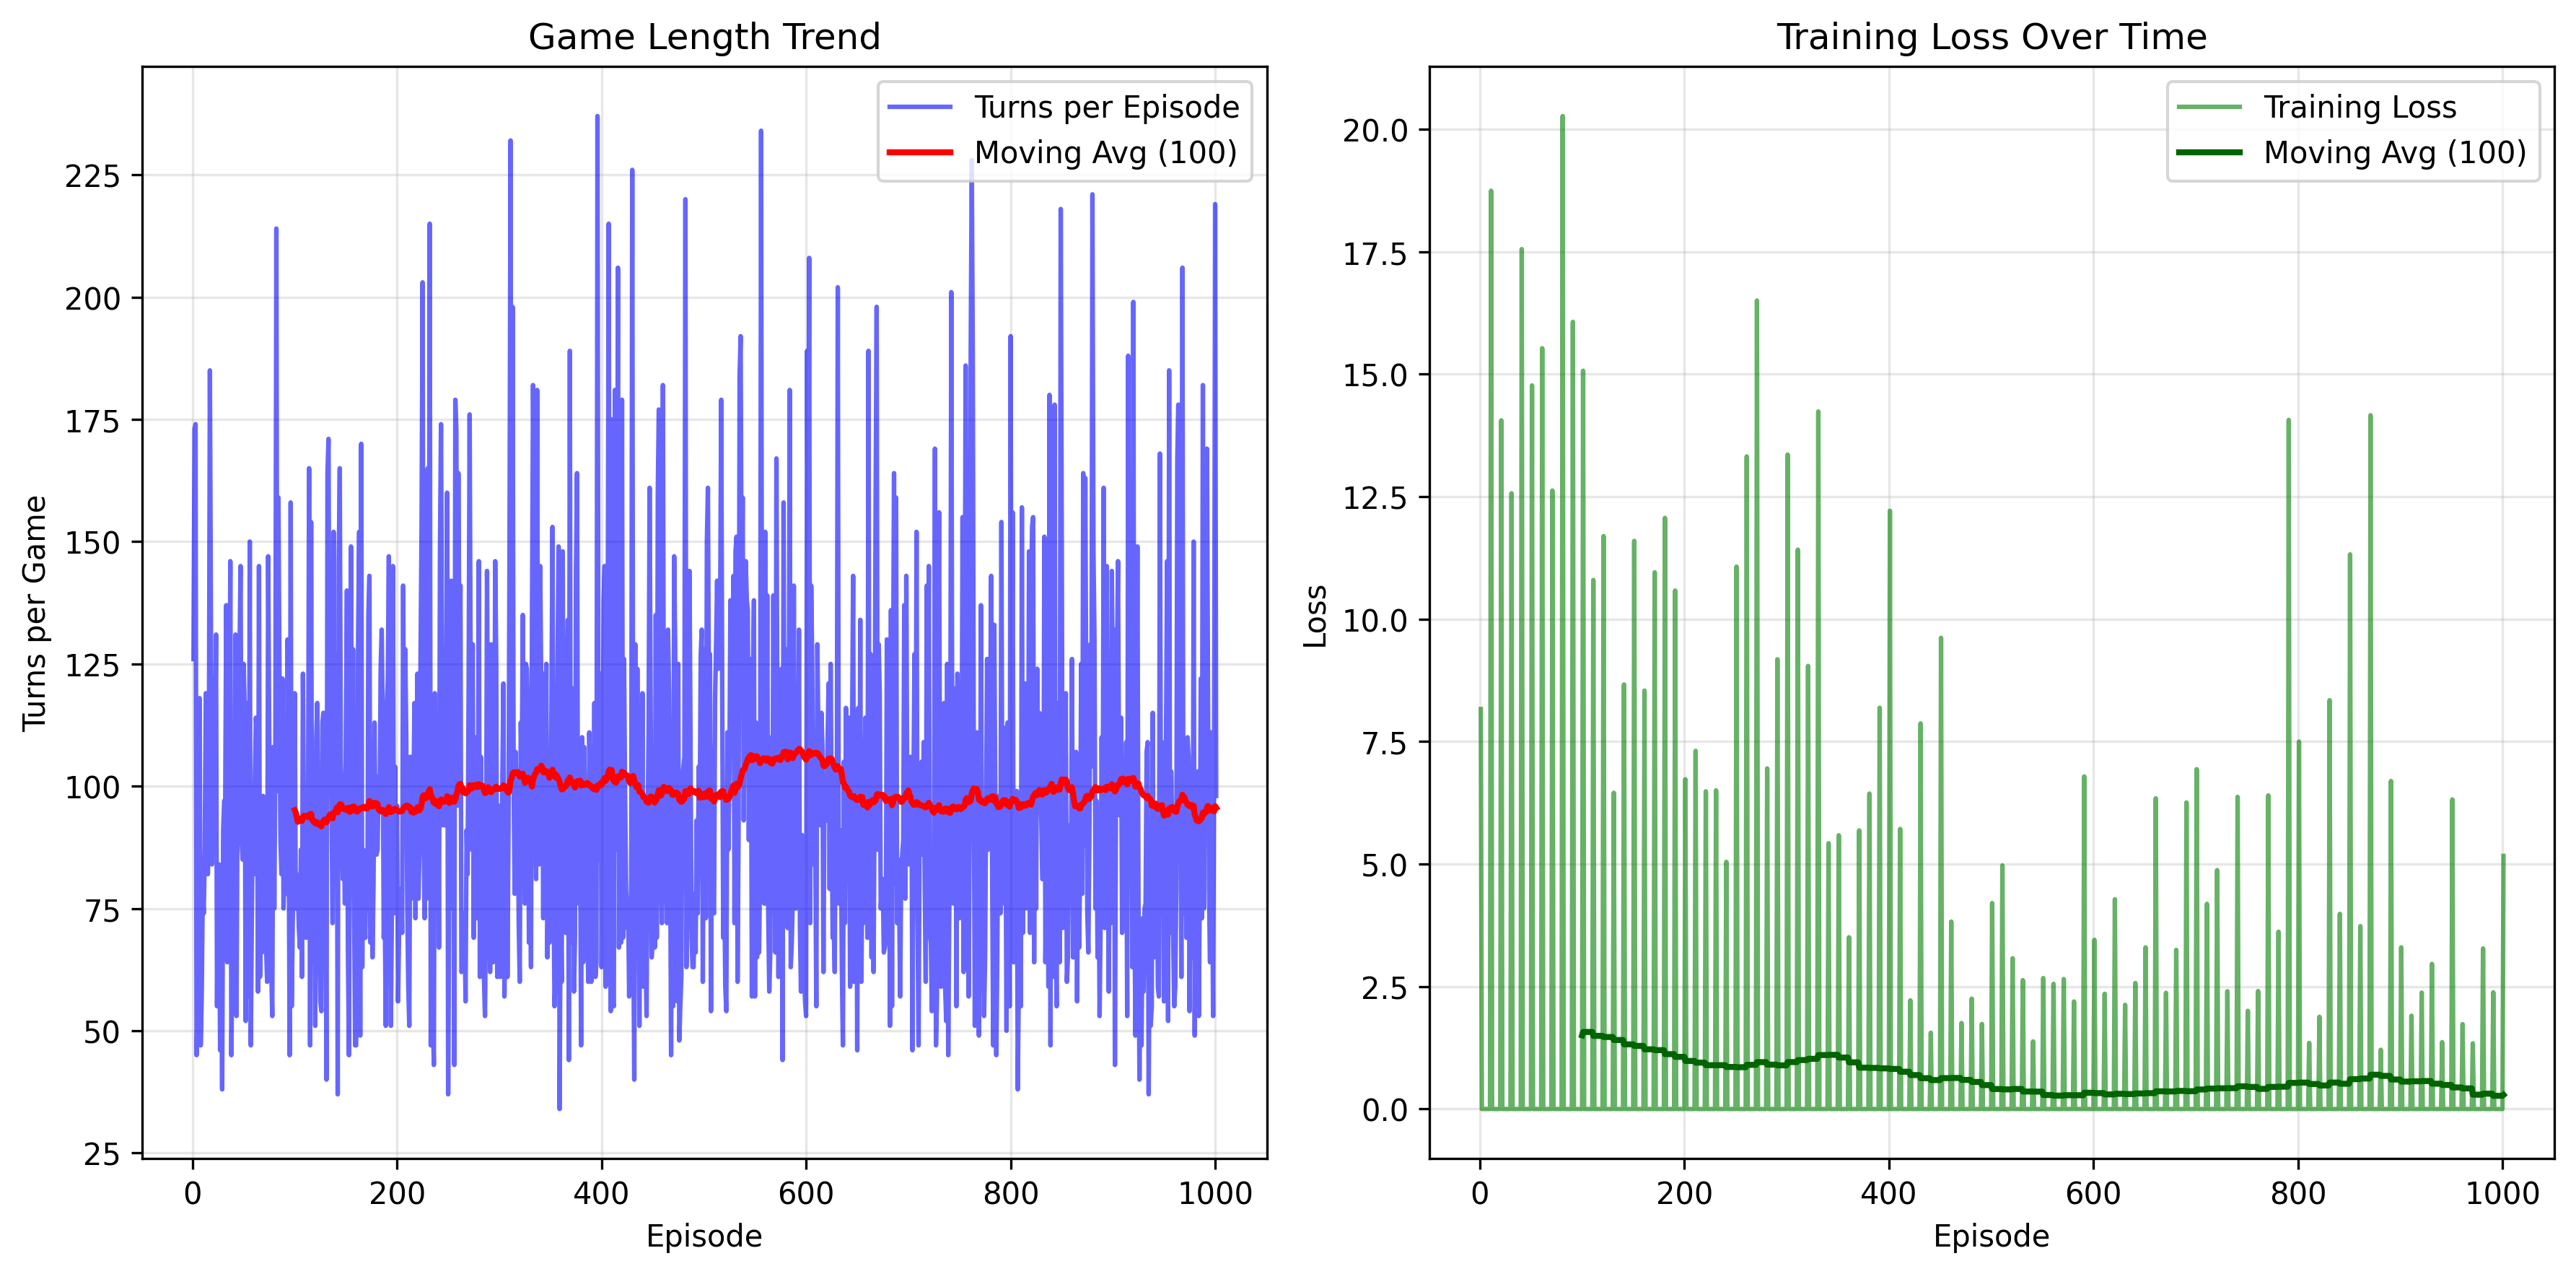 Game Length Trend
Turns per Episode
Moving Avg (100)
225
200
175
150
125
100
75
50
25
Turns per Game
0 200 400 600 800 1000
Episode
Training Loss Over Time
Training Loss
Moving Avg (100)
20.0
17.5
15.0
12.5
10.0
7.5
5.0
2.5
0.0
Loss
0 200 400 600 800 1000
Episode